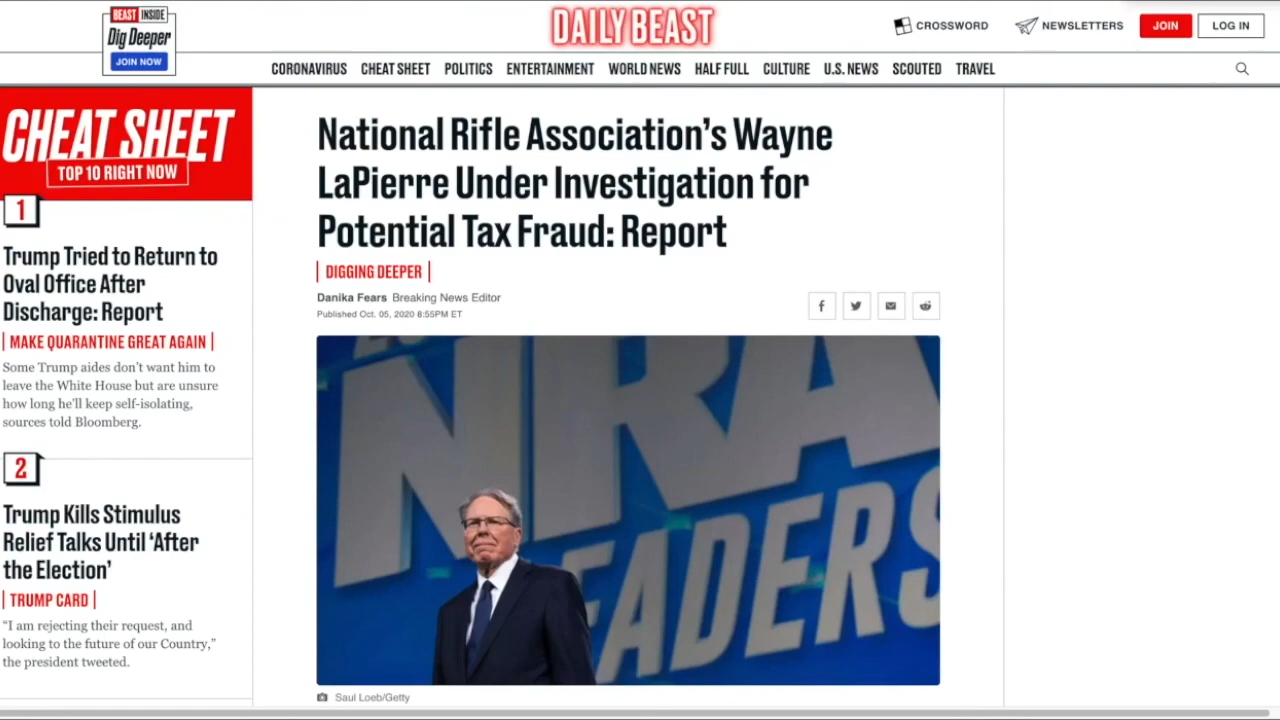 BEAST INSIDE
Dig Deeper
JOIN NOW
DAILY BEAST
CROSSWORD
NEWSLETTERS
JOIN
LOG IN
CORONAVIRUS CHEAT SHEET POLITICS ENTERTAINMENT WORLD NEWS HALF FULL CULTURE U.S. NEWS SCOUTED TRAVEL
CHEAT SHEET
TOP 10 RIGHT NOW
1
Trump Tried to Return to
Oval Office After
Discharge: Report
MAKE QUARANTINE GREAT AGAIN
Some Trump aides don’t want him to
leave the White House but are unsure
how long he’ll keep self-isolating,
sources told Bloomberg.
2
Trump Kills Stimulus
Relief Talks Until ‘After
the Election’
TRUMP CARD
“I am rejecting their request, and
looking to the future of our Country,”
the president tweeted.
National Rifle Association’s Wayne
LaPierre Under Investigation for
Potential Tax Fraud: Report
DIGGING DEEPER
Danika Fears Breaking News Editor
Published Oct. 05, 2020 8:55PM ET
NRA
EADERS
Saul Loeb/Getty